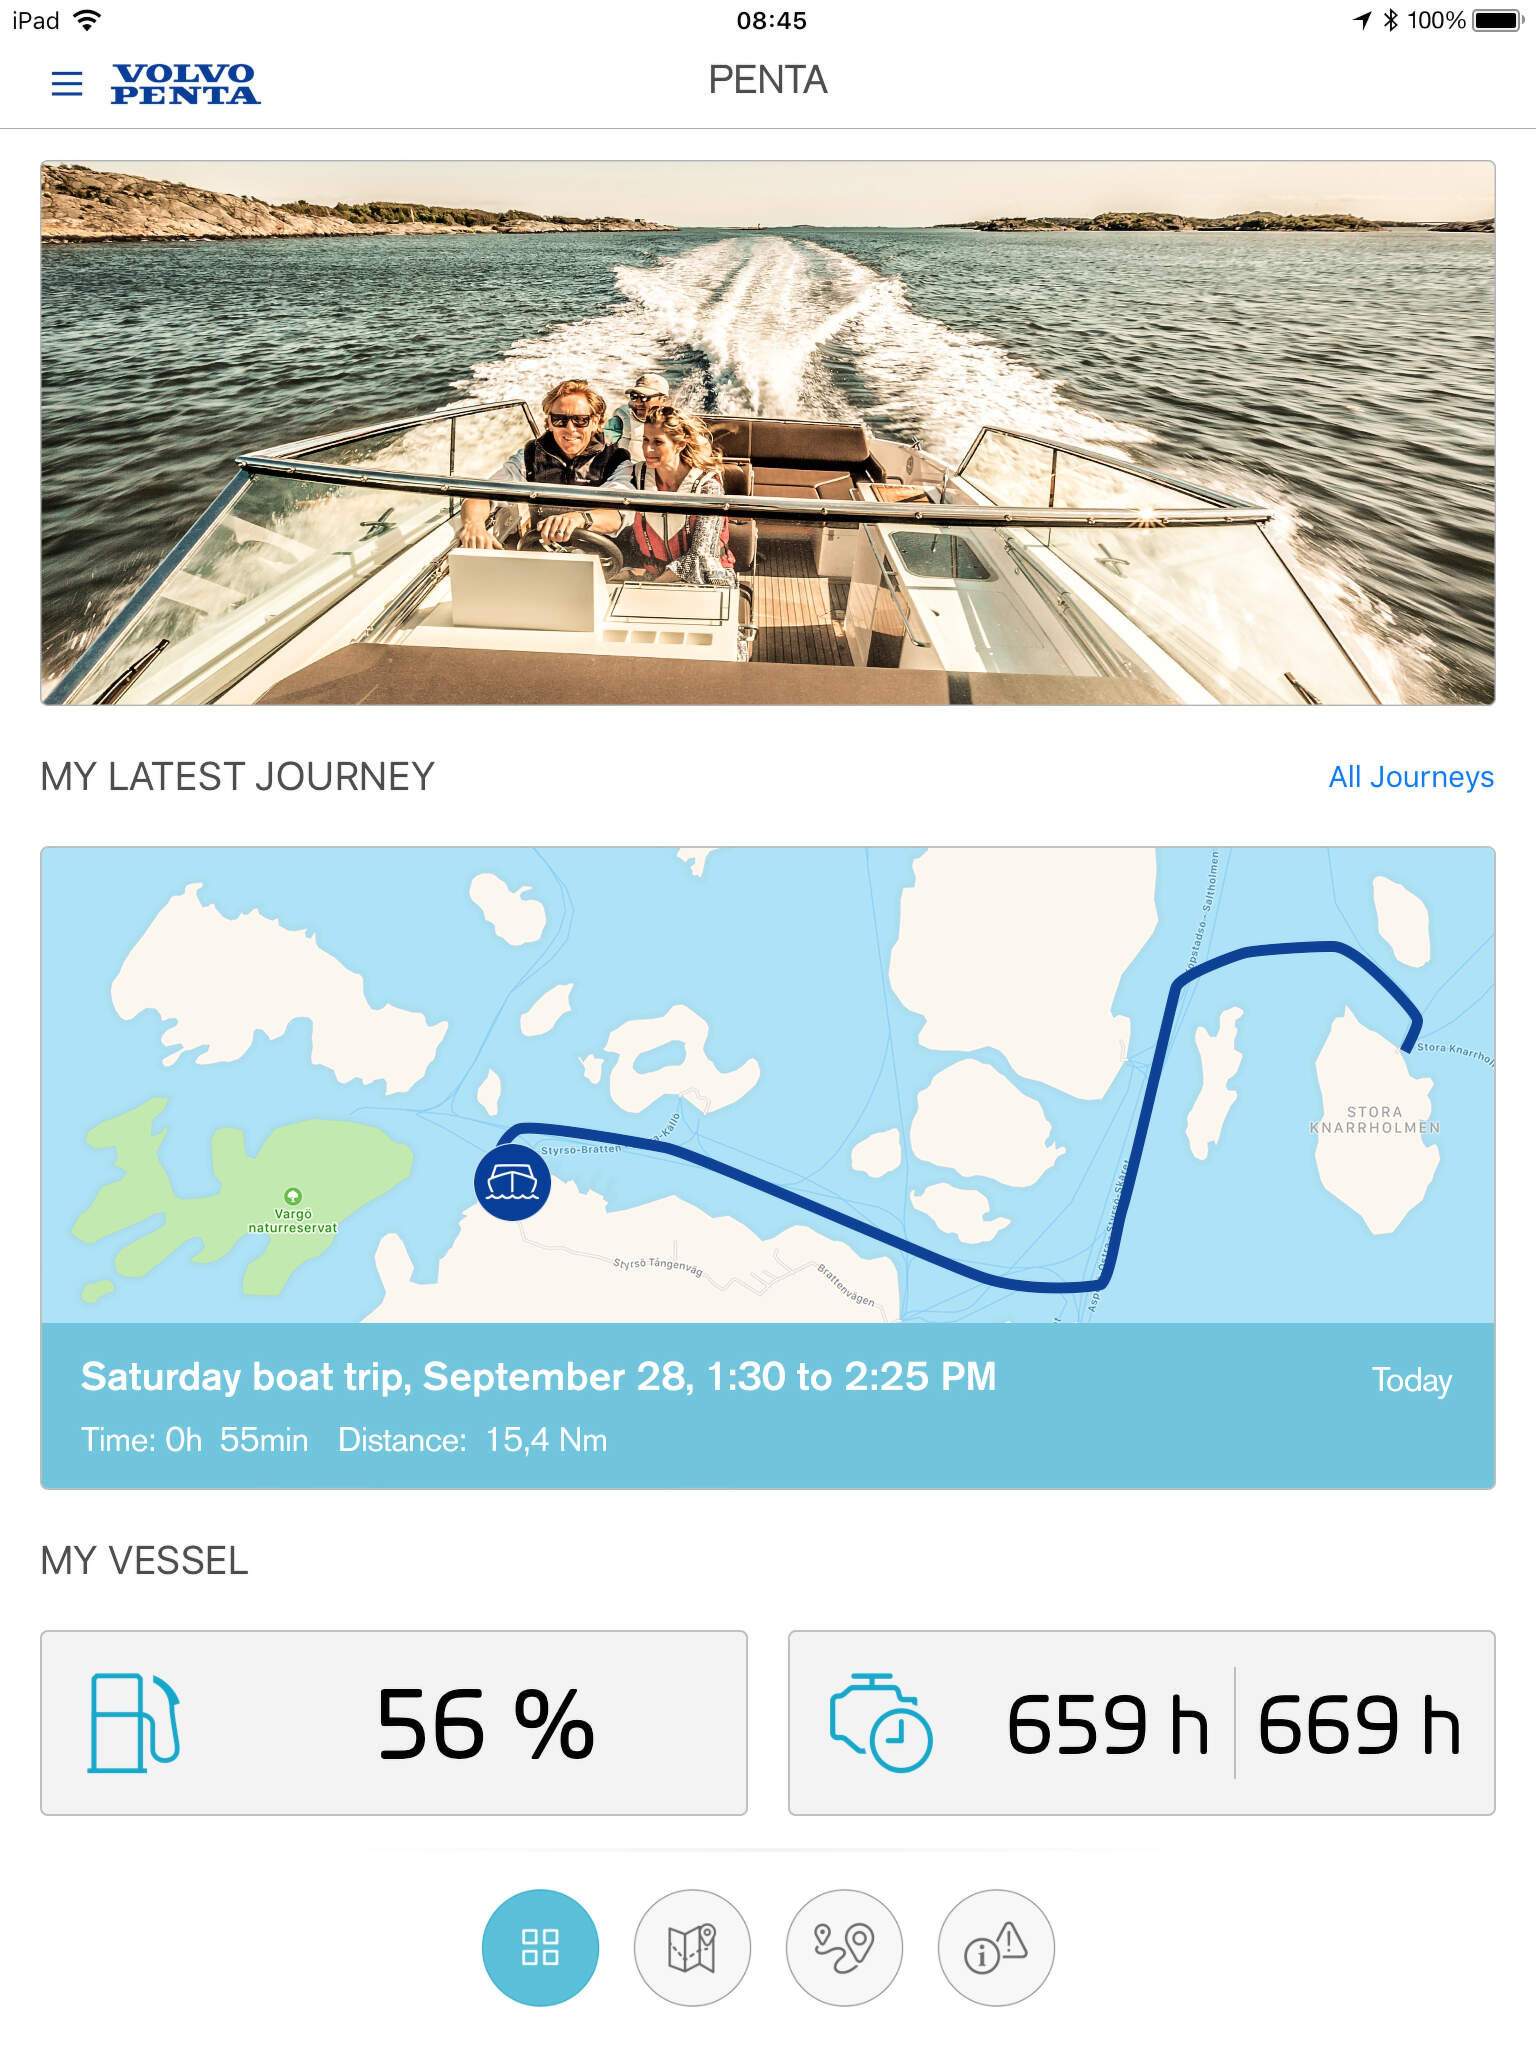 iPad 08:45 100%
VOLVO
PENTA
PENTA
MY LATEST JOURNEY All Journeys
Saltholmen
Stora
STORA
KNARRHOLMEN
Styrsö-Bratten
Vargö
naturreservat
Styrsö Tångenväg
Brattenvägen
Saturday boat trip, September 28, 1:30 to 2:25 PM Today
Time: 0h 55min Distance: 15,4 Nm
MY VESSEL
56 % 659 h 669 h